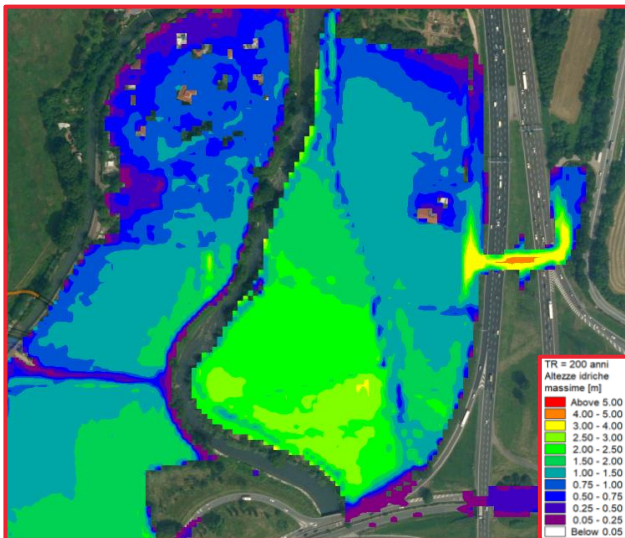 TR = 200 anni
Altezze idriche
massime [m]
Above 5.00
4.00 - 5.00
3.00 - 4.00
2.50 - 3.00
2.00 - 2.50
1.50 - 2.00
1.00 - 1.50
0.75 - 1.00
0.50 - 0.75
0.25 - 0.50
0.05 - 0.25
Below 0.05